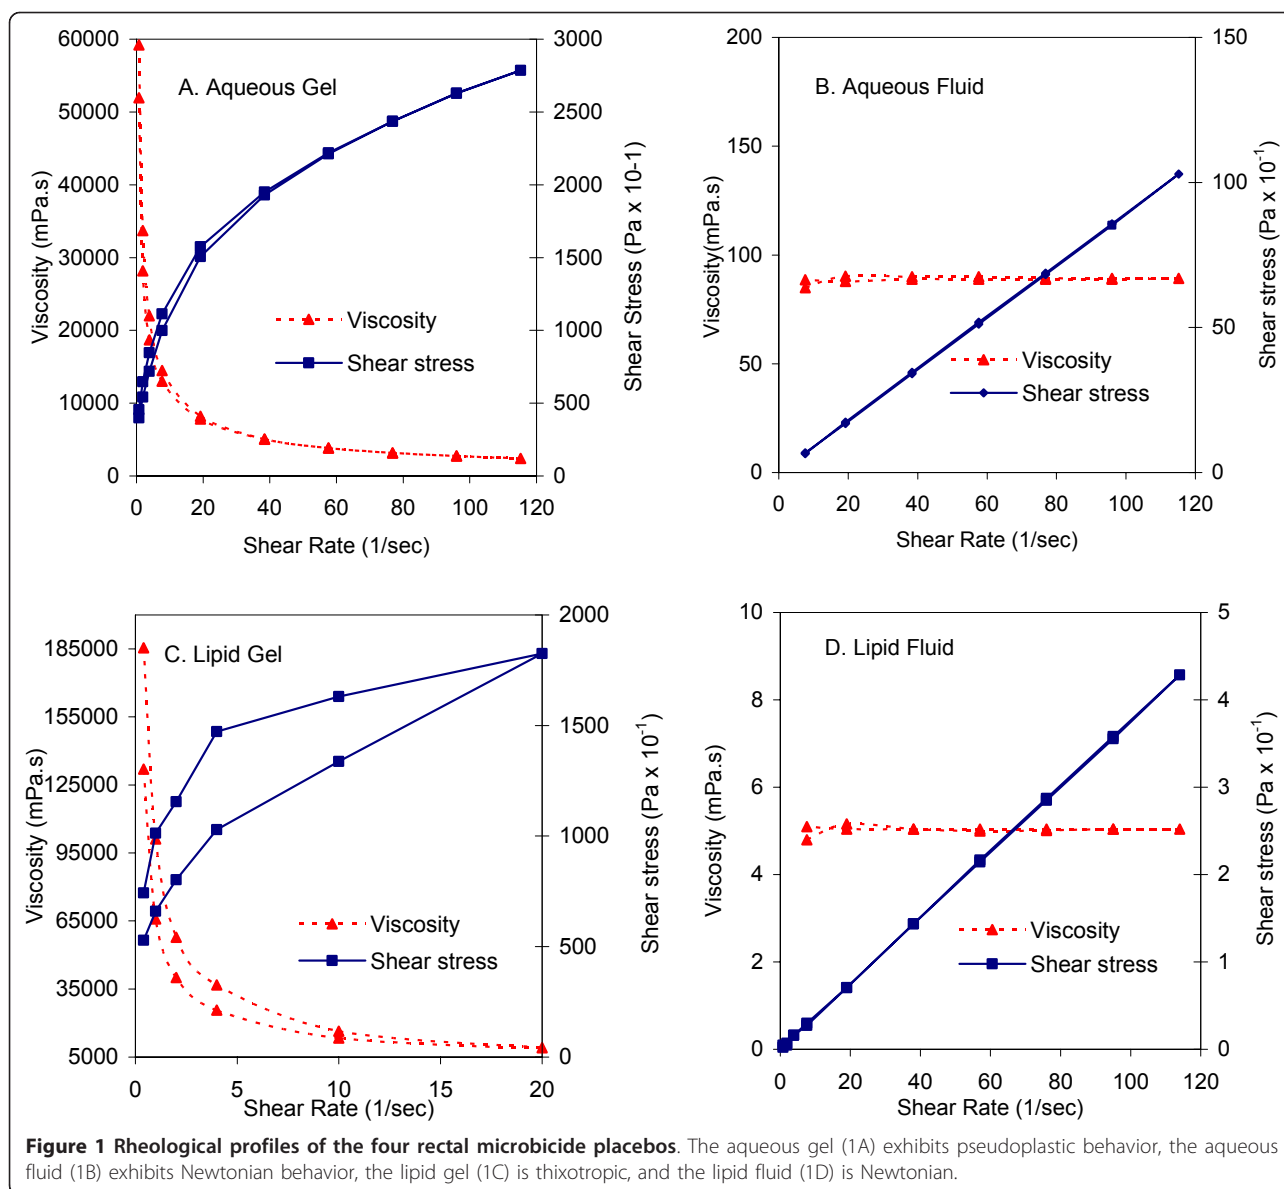 A. Aqueous Gel
Viscosity (mPa.s)
60000
50000
40000
30000
20000
10000
0
3000
2500
2000
1500
1000
500
0
Shear Stress (Pa x 10-1)
Viscosity
Shear stress
0 20 40 60 80 100 120
Shear Rate (1/sec)
B. Aqueous Fluid
Viscosity(mPa.s)
200
150
100
50
0
150
100
50
0
Shear stress (Pa x 10⁻¹)
Viscosity
Shear stress
0 20 40 60 80 100 120
Shear Rate (1/sec)
C. Lipid Gel
Viscosity (mPa.s)
185000
155000
125000
95000
65000
35000
5000
2000
1500
1000
500
0
Shear stress (Pa x 10⁻¹)
Viscosity
Shear stress
0 5 10 15 20
Shear Rate (1/sec)
D. Lipid Fluid
Viscosity (mPa.s)
10
8
6
4
2
0
5
4
3
2
1
0
Shear stress (Pa x 10⁻¹)
Viscosity
Shear stress
0 20 40 60 80 100 120
Shear Rate (1/sec)
Figure 1 Rheological profiles of the four rectal microbicide placebos. The aqueous gel (1A) exhibits pseudoplastic behavior, the aqueous
fluid (1B) exhibits Newtonian behavior, the lipid gel (1C) is thixotropic, and the lipid fluid (1D) is Newtonian.